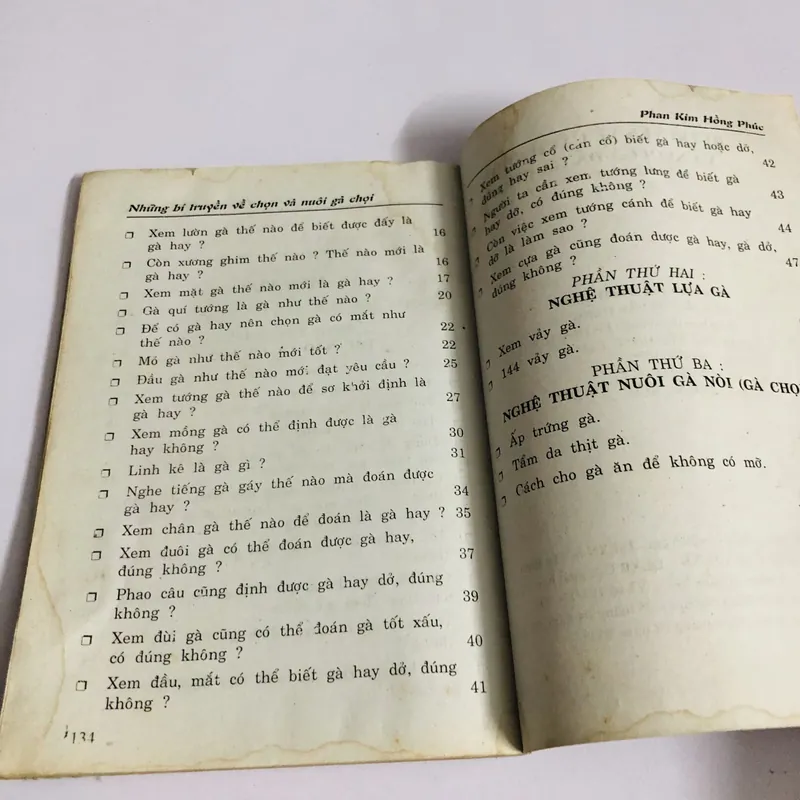 Những bí truyền về chọn và nuôi gà chọi
❒ Xem lườn gà thế nào để biết được đấy là
gà hay ? 16
❒ Còn xương ghim thế nào ? Thế nào mới là
gà hay ? 16
❒ Xem mặt gà thế nào mới là gà hay ? 17
❒ Gà quí tướng là gà như thế nào ? 20
❒ Để có gà hay nên chọn gà có mắt như
thế nào ? 22
❒ Mỏ gà như thế nào mới tốt ? 22
❒ Đầu gà như thế nào mới đạt yêu cầu ? 25
❒ Xem tướng gà thế nào để sơ khởi định là
gà hay ? 27
❒ Xem mồng gà có thể định được là gà
hay không ? 30
❒ Linh kê là gà gì ? 31
❒ Nghe tiếng gà gáy thế nào mà đoán được
gà hay ? 34
❒ Xem chân gà thế nào để đoán là gà hay ? 35
❒ Xem đuôi gà có thể đoán được gà hay,
đúng không ? 37
❒ Phao câu cũng định được gà hay dở, đúng
không ? 39
❒ Xem đùi gà cũng có thể đoán gà tốt xấu,
có đúng không ? 40
❒ Xem đầu, mắt có thể biết gà hay dở, đúng
không ? 41
134
Phan Kim Hồng Phúc
❒ Xem tướng cổ (cần cổ) biết gà hay hoặc dở,
đúng hay sai ? 42
❒ Người ta cần xem tướng lưng để biết gà
hay dở, có đúng không ? 43
❒ Còn việc xem tướng cánh để biết gà hay
dở là làm sao ? 44
❒ Xem cựa gà cũng đoán được gà hay, gà dở,
đúng không ? 47
PHẦN THỨ HAI :
NGHỆ THUẬT LỰA GÀ
❒ Xem vảy gà.
❒ 144 vảy gà.
PHẦN THỨ BA :
NGHỆ THUẬT NUÔI GÀ NÒI (GÀ CHỌ
❒ Ấp trứng gà.
❒ Tẩm da thịt gà.
❒ Cách cho gà ăn để không có mỡ.